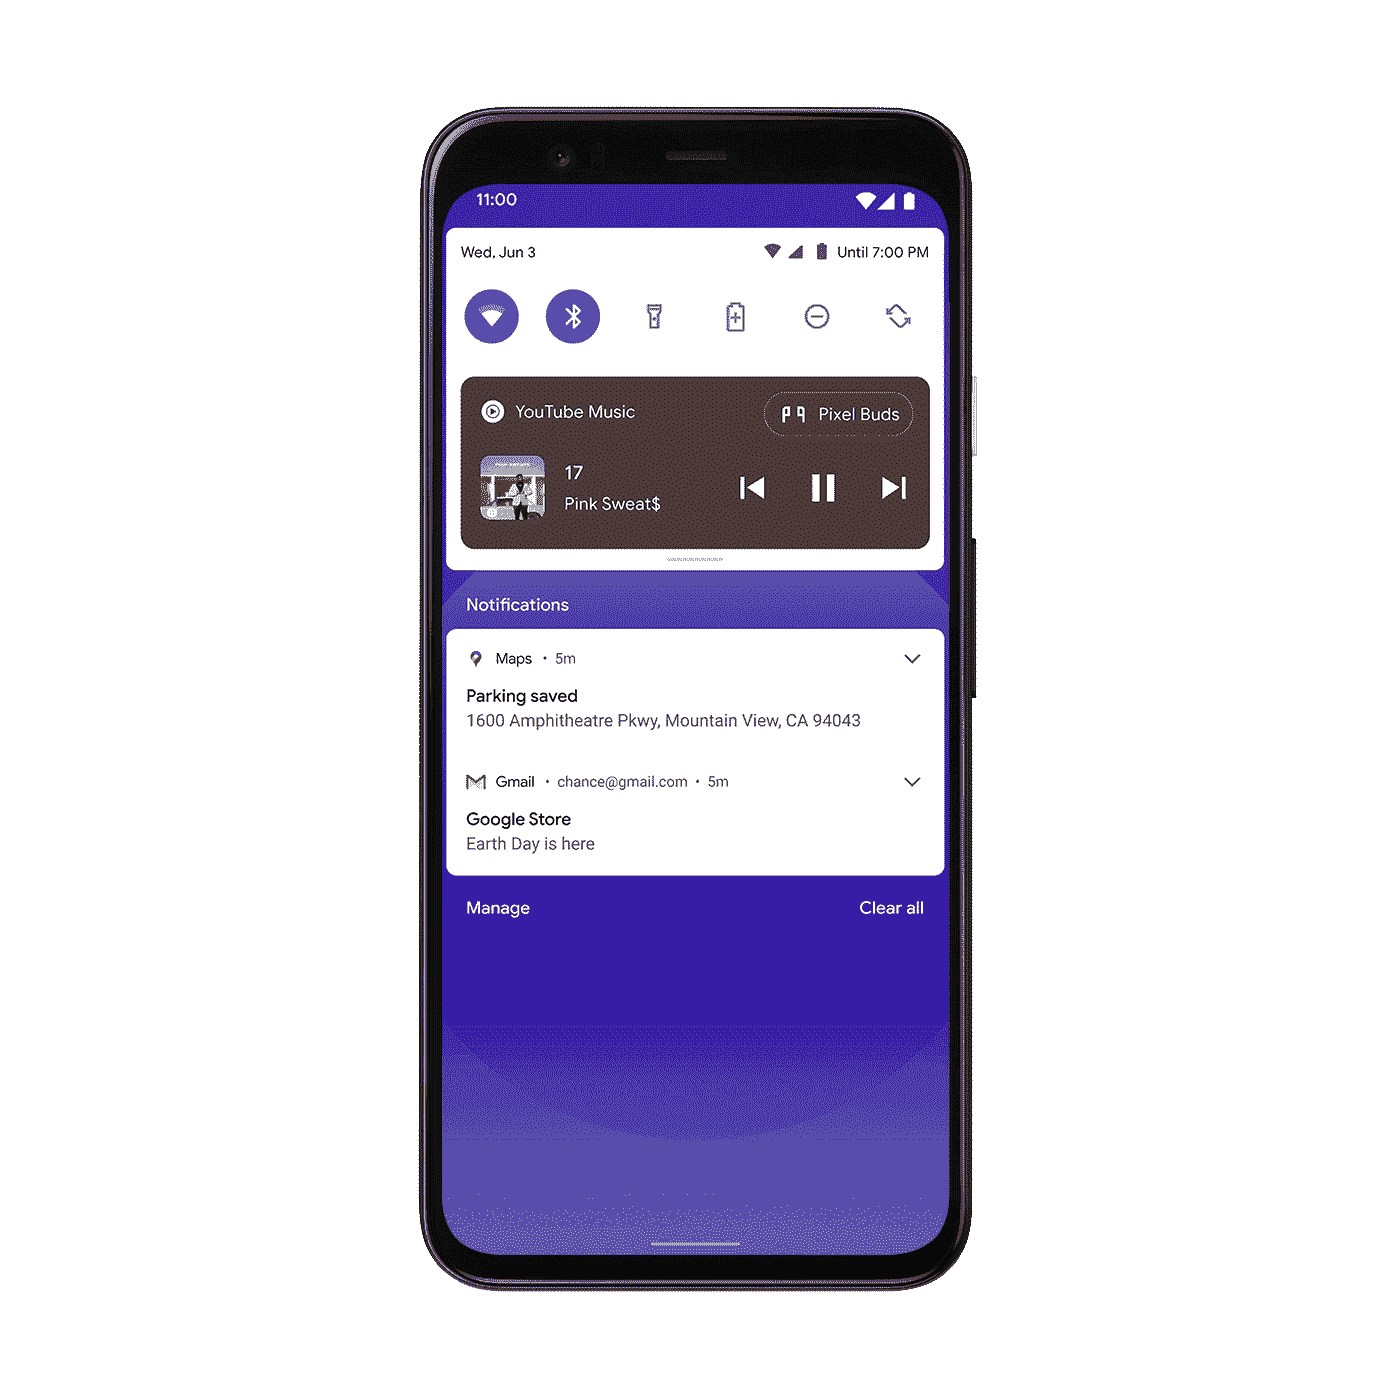 11:00
Wed, Jun 3
Until 7:00 PM
YouTube Music
Pixel Buds
17
Pink Sweat$
Notifications
Maps • 5m
Parking saved
1600 Amphitheatre Pkwy, Mountain View, CA 94043
Gmail • chance@gmail.com • 5m
Google Store
Earth Day is here
Manage
Clear all